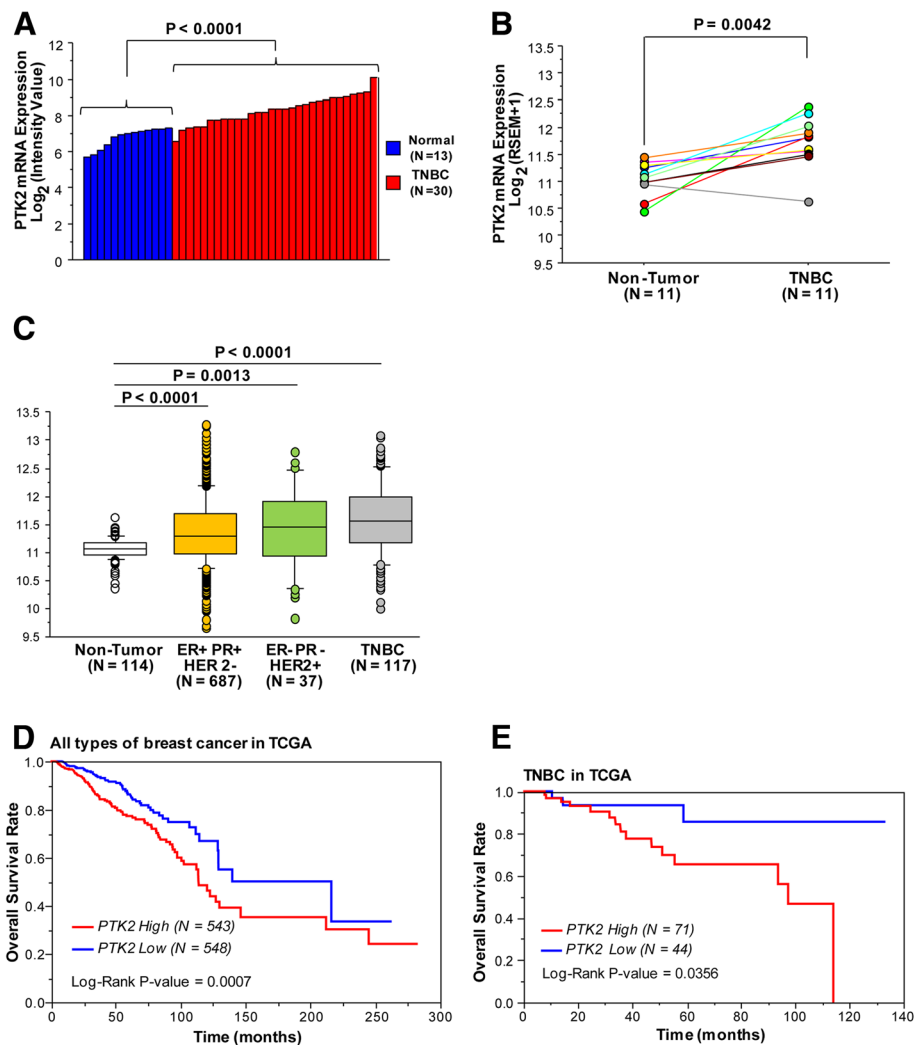 A
P < 0.0001
PTK2 mRNA Expression
Log2 (Intensity Value)
12
10
8
6
4
2
0
Normal
(N =13)
TNBC
(N =30)
B
P = 0.0042
PTK2 mRNA Expression
Log2 (RSEM+1)
13.5
13
12.5
12
11.5
11
10.5
10
9.5
Non-Tumor
(N = 11)
TNBC
(N = 11)
C
P < 0.0001
P = 0.0013
P < 0.0001
13.5
13
12.5
12
11.5
11
10.5
10
9.5
Non-Tumor
(N = 114)
ER+ PR+
HER 2-
(N = 687)
ER- PR -
HER2+
(N = 37)
TNBC
(N = 117)
D
All types of breast cancer in TCGA
Overall Survival Rate
1.0
0.8
0.6
0.4
0.2
0.0
PTK2 High (N = 543)
PTK2 Low (N = 548)
Log-Rank P-value = 0.0007
0 50 100 150 200 250 300
Time (months)
E
TNBC in TCGA
Overall Survival Rate
1.0
0.8
0.6
0.4
0.2
0.0
PTK2 High (N = 71)
PTK2 Low (N = 44)
Log-Rank P-value = 0.0356
0 20 40 60 80 100 120 140
Time (months)